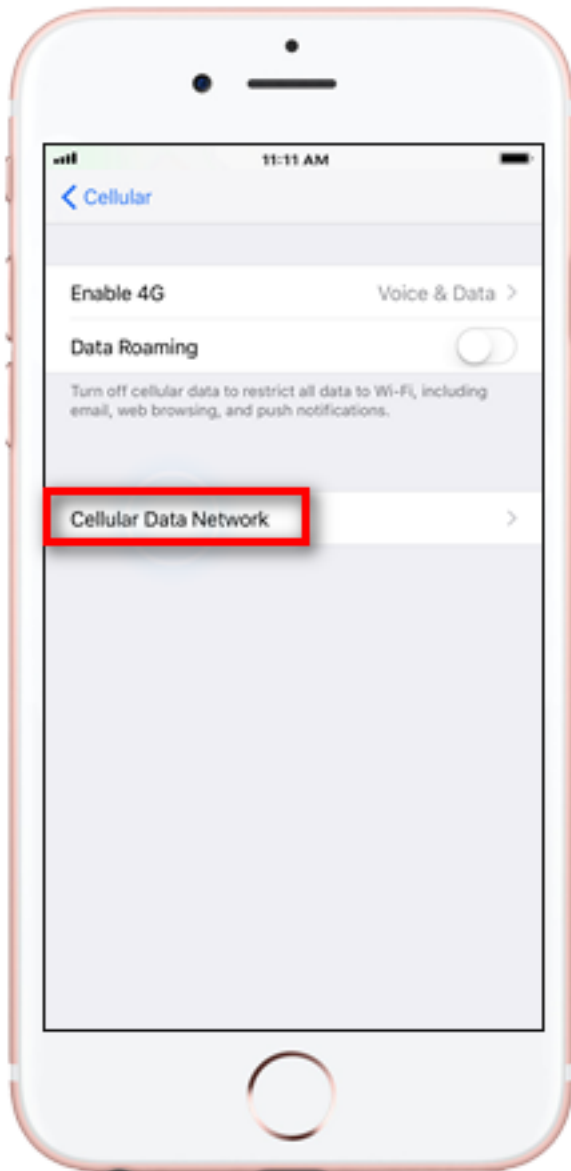 11:11 AM
Cellular
Enable 4G Voice & Data
Data Roaming
Turn off cellular data to restrict all data to Wi-Fi, including
email, web browsing, and push notifications.
Cellular Data Network